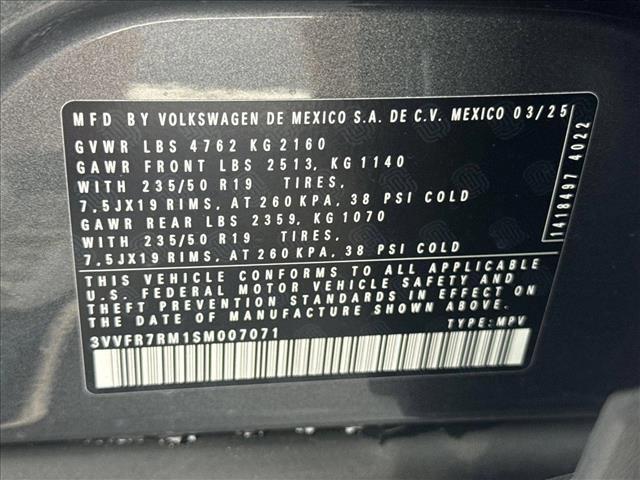 MFD BY VOLKSWAGEN DE MEXICO S.A. DE C.V. MEXICO 03/25
GVWR LBS 4762 KG 2160
GAWR FRONT LBS 2513, KG 1140
WITH 235/50 R19 TIRES,
7,5JX19 RIMS, AT 260 KPA, 38 PSI COLD
GAWR REAR LBS 2359, KG 1070
WITH 235/50 R19 TIRES,
7,5JX19 RIMS, AT 260 KPA, 38 PSI COLD
THIS VEHICLE CONFORMS TO ALL APPLICABLE
U.S. FEDERAL MOTOR VEHICLE SAFETY AND
THEFT PREVENTION STANDARDS IN EFFECT ON
THE DATE OF MANUFACTURE SHOWN ABOVE.
3VVFR7RM1SM007071 TYPE: MPV
1418497 4022